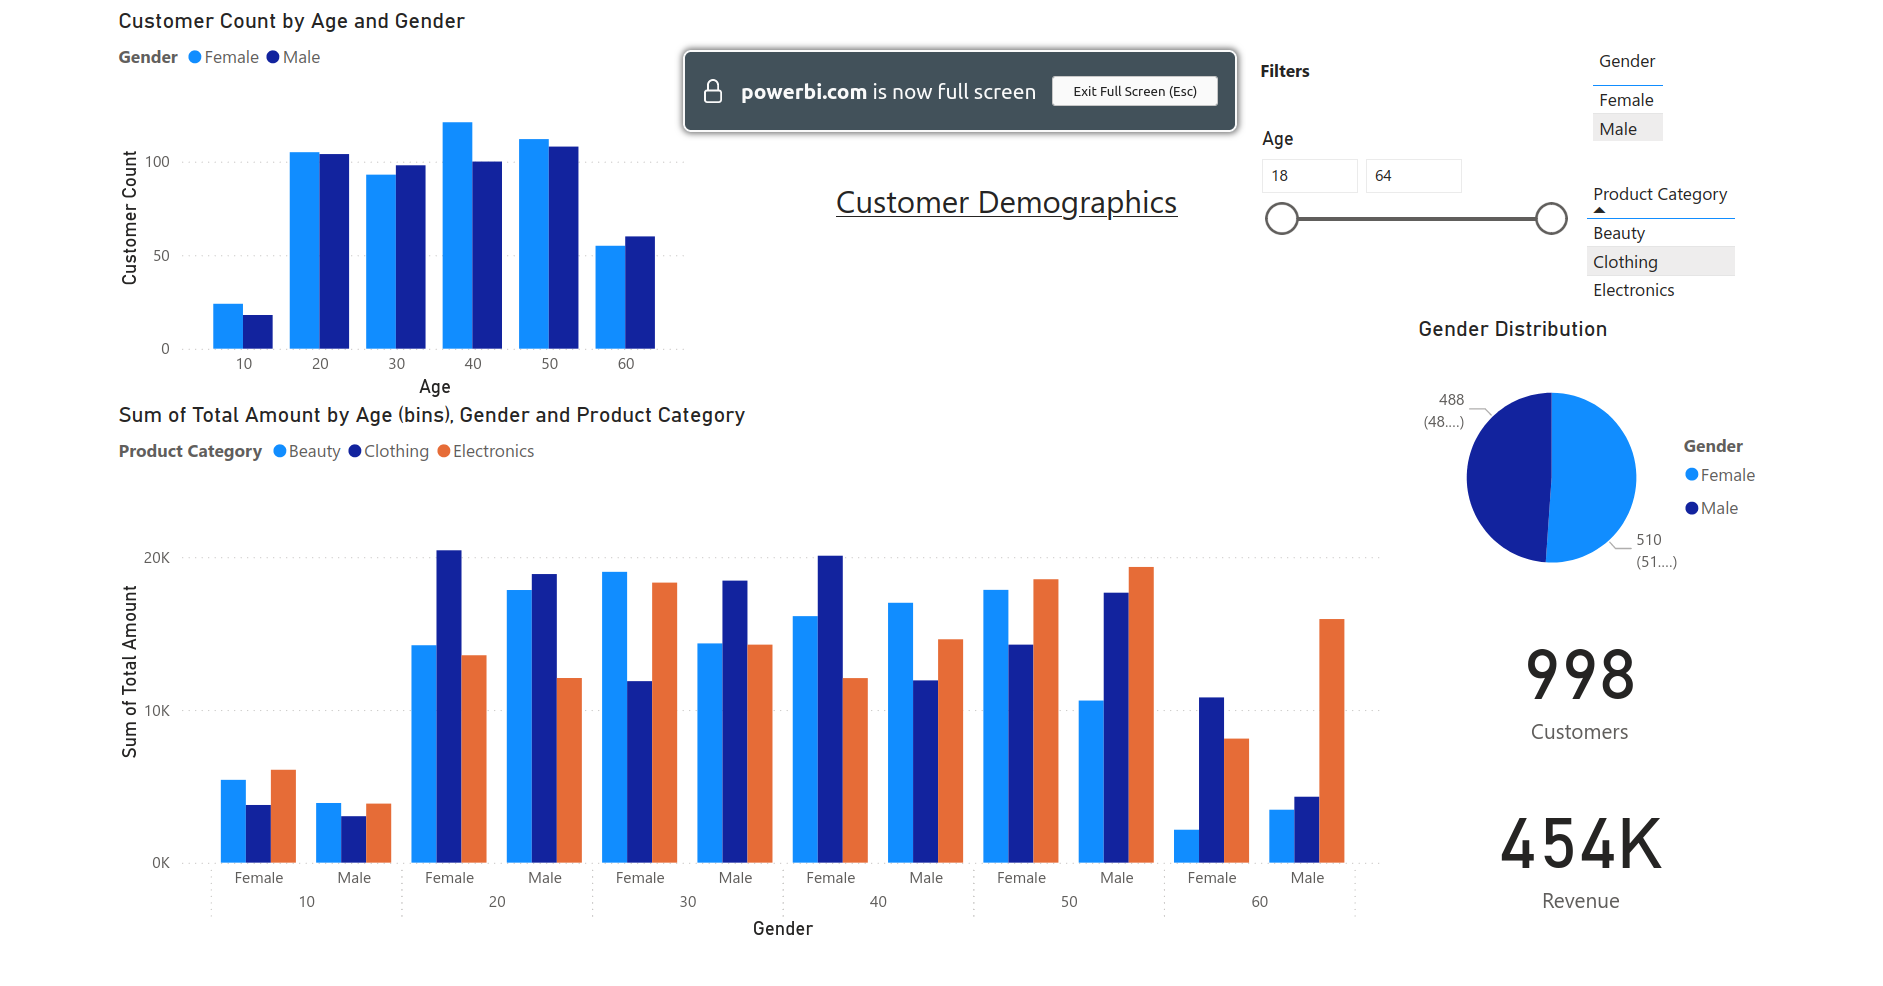 Customer Count by Age and Gender
Gender Female Male
Customer Count
100
50
0
10 20 30 40 50 60
Age
powerbi.com is now full screen Exit Full Screen (Esc)
Customer Demographics
Filters
Age
18 64
Gender
Female
Male
Product Category
Beauty
Clothing
Electronics
Sum of Total Amount by Age (bins), Gender and Product Category
Product Category Beauty Clothing Electronics
Sum of Total Amount
20K
10K
0K
Female Male Female Male Female Male Female Male Female Male Female Male
10 20 30 40 50 60
Gender
Gender Distribution
488
(48....)
510
(51....)
Gender
Female
Male
998
Customers
454K
Revenue